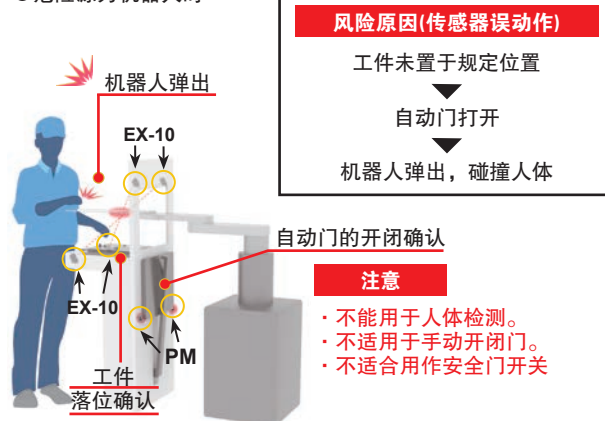 风险原因(传感器误动作)
工件未置于规定位置
自动门打开
机器人弹出，碰撞人体
机器人弹出
EX-10
自动门的开闭确认
注意
・不能用于人体检测。
・不适用于手动开闭门。
・不适合用作安全门开关
EX-10
PM
工件
落位确认